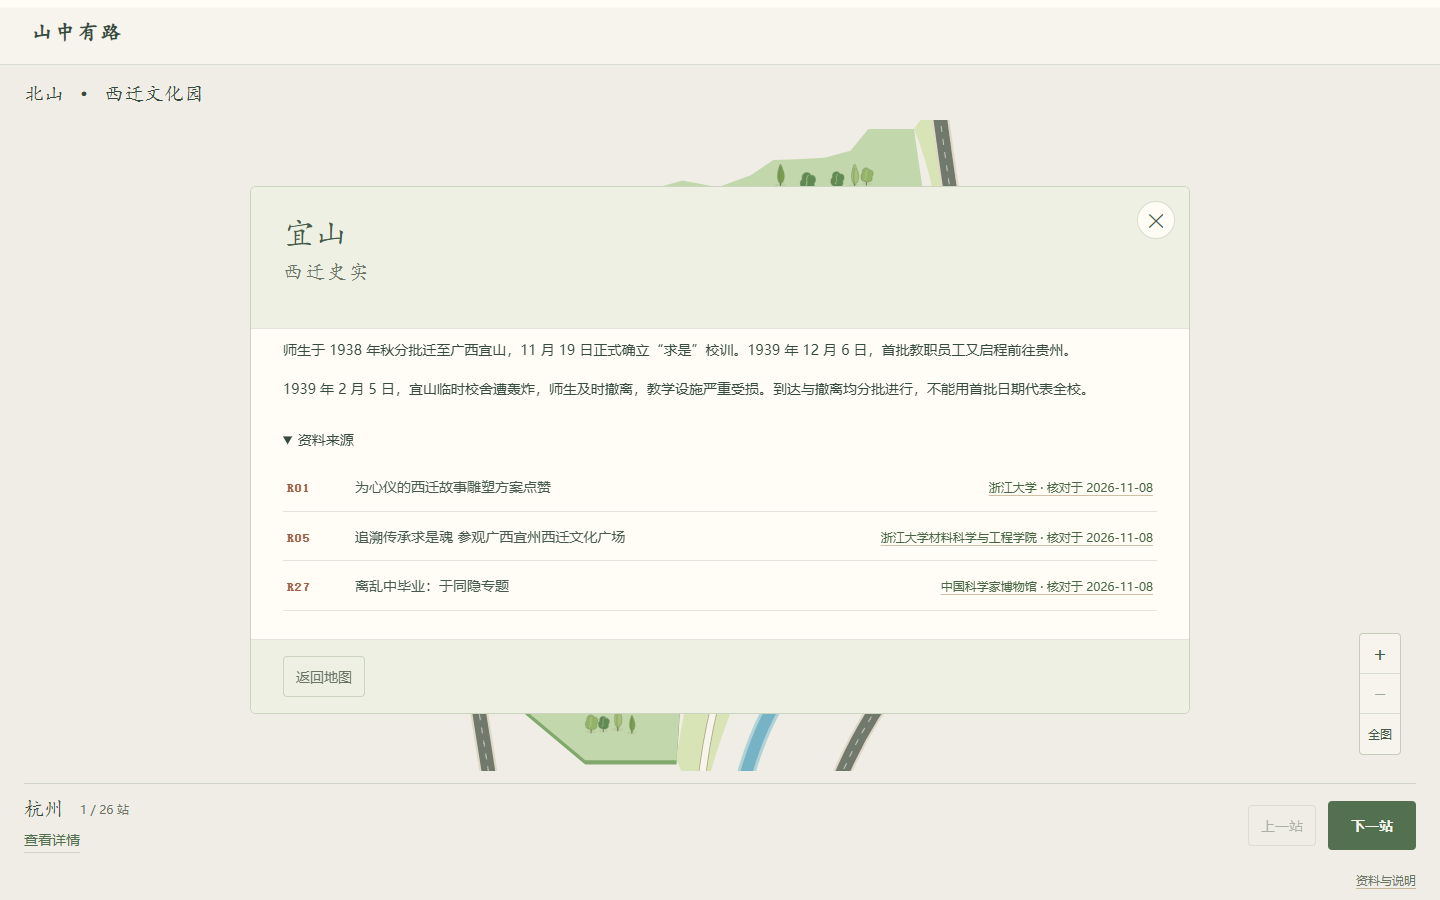 山中有路
北山 • 西迁文化园
宜山
西迁史实
师生于 1938 年秋分批迁至广西宜山，11 月 19 日正式确立“求是”校训。1939 年 12 月 6 日，首批教职员工又启程前往贵州。
1939 年 2 月 5 日，宜山临时校舍遭轰炸，师生及时撤离，教学设施严重受损。到达与撤离均分批进行，不能用首批日期代表全校。
▼ 资料来源
R01 为心仪的西迁故事雕塑方案点赞 浙江大学 · 核对于 2026-11-08
R05 追溯传承求是魂 参观广西宜州西迁文化广场 浙江大学材料科学与工程学院 · 核对于 2026-11-08
R27 离乱中毕业：于同隐专题 中国科学家博物馆 · 核对于 2026-11-08
返回地图
+
−
全图
杭州 1 / 26 站
查看详情
上一站 下一站
资料与说明